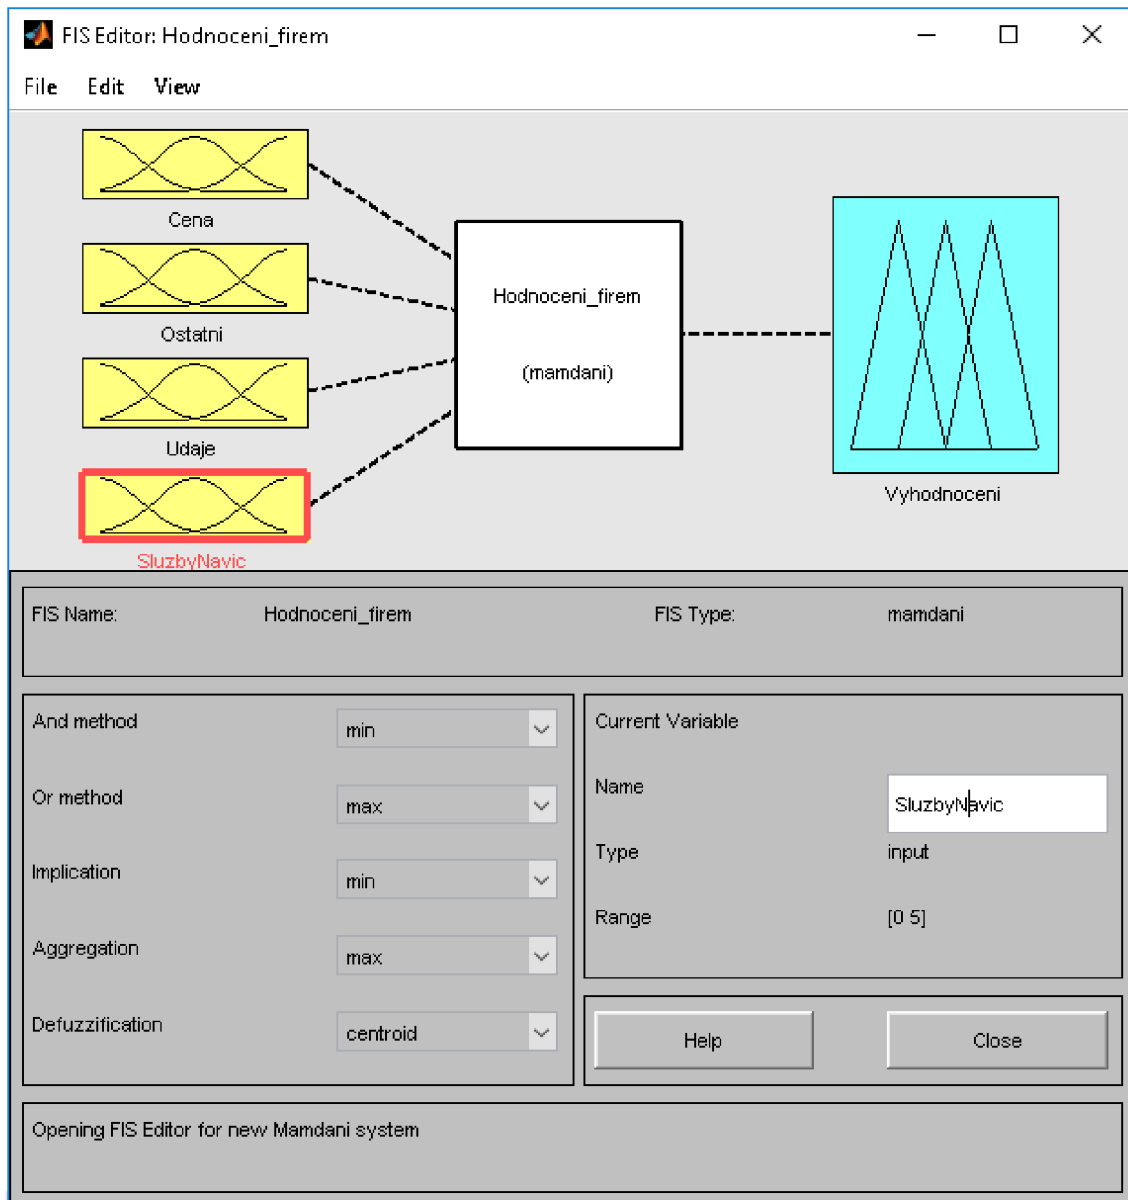 FIS Editor: Hodnoceni_firem
File Edit View
Cena
Ostatni
Udaje
SluzbyNavic
Hodnoceni_firem
(mamdani)
Vyhodnoceni
FIS Name: Hodnoceni_firem FIS Type: mamdani
And method min
Or method max
Implication min
Aggregation max
Defuzzification centroid
Current Variable
Name SluzbyNavic
Type input
Range [0 5]
Help Close
Opening FIS Editor for new Mamdani system